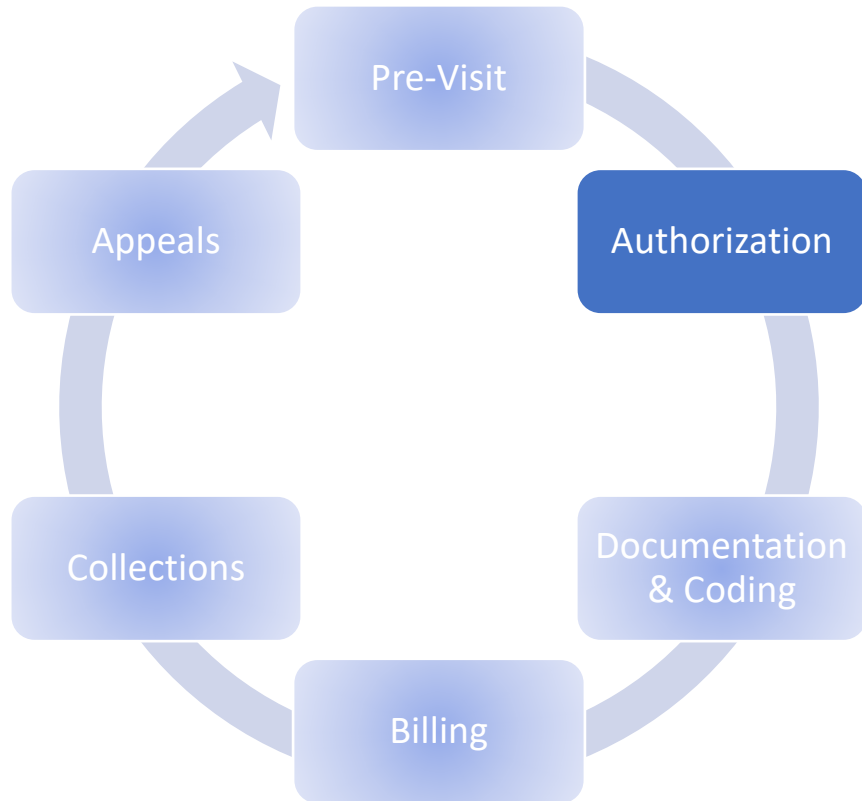 Pre-Visit
Authorization
Documentation
& Coding
Billing
Collections
Appeals